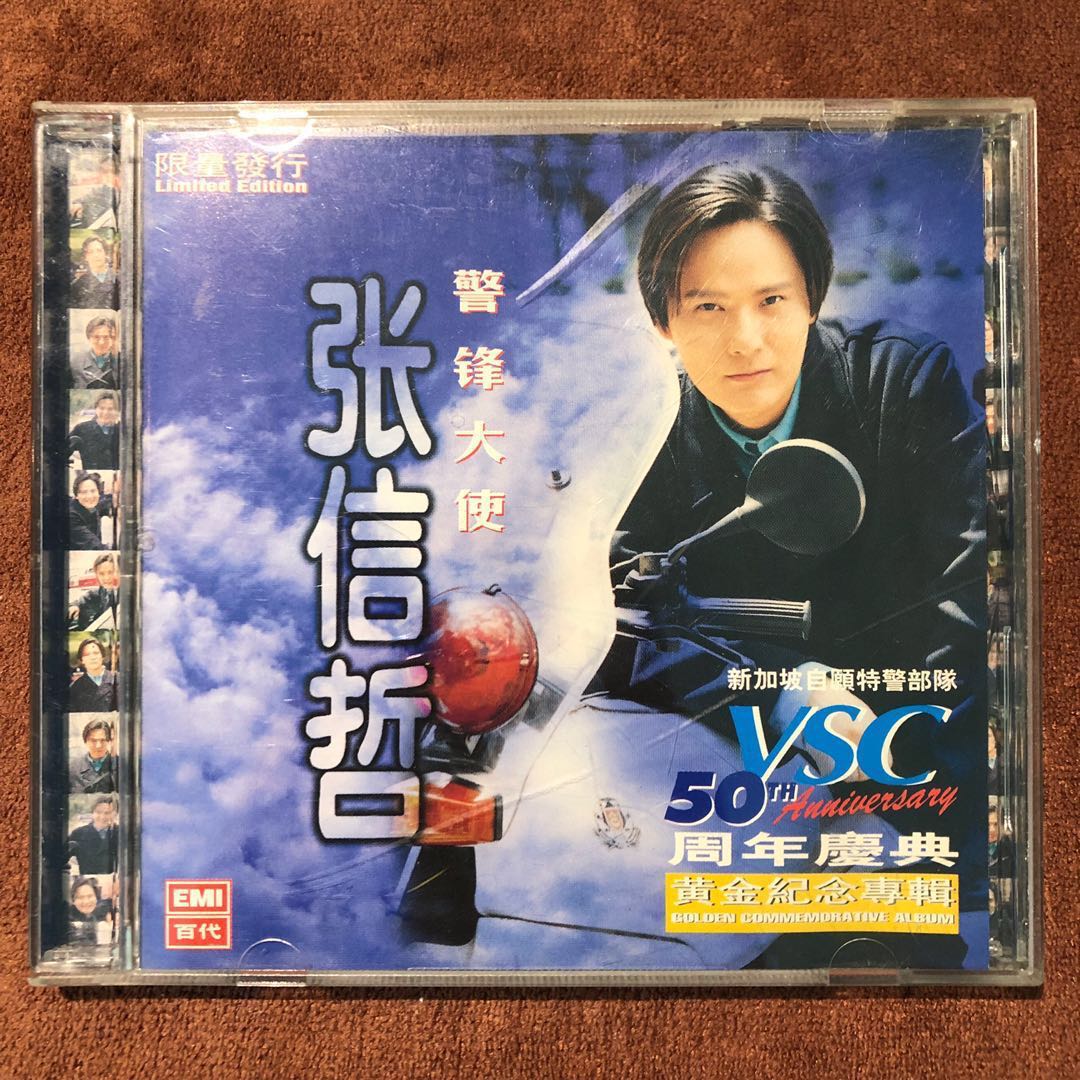 限量發行
Limited Edition
警锋大使
张信哲
新加坡自願特警部隊
VSC
50TH Anniversary
周年慶典
黄金紀念專輯
GOLDEN COMMEMORATIVE ALBUM
EMI
百代